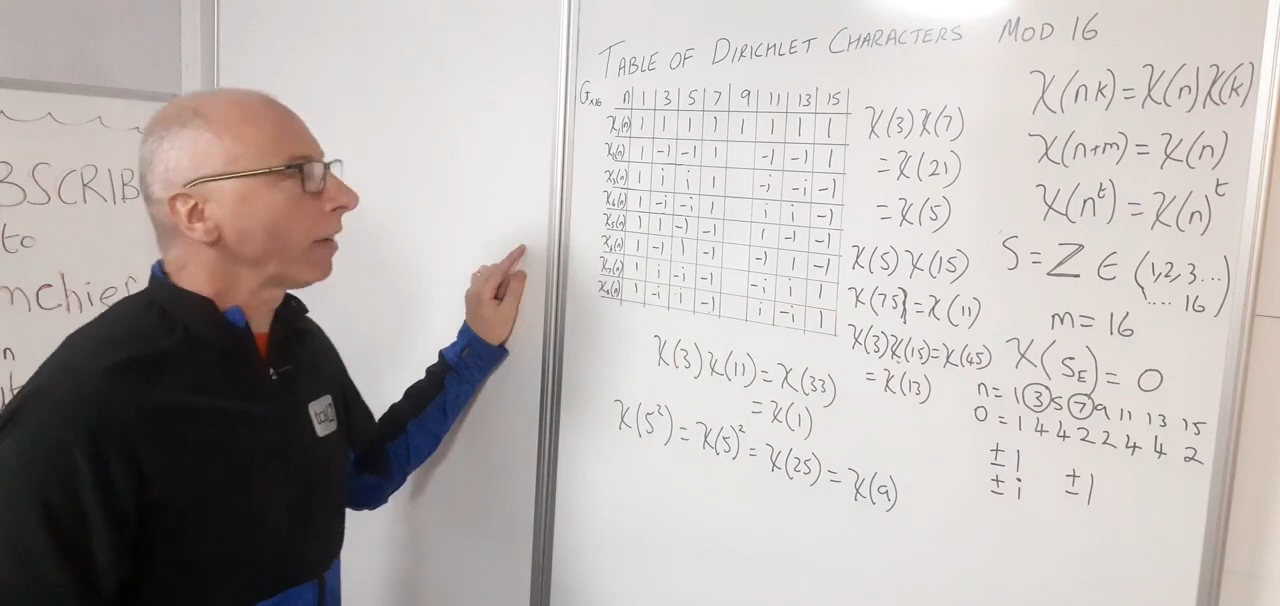 BSCRIB
to
nchief
TABLE OF DIRICHLET CHARACTERS MOD 16
Gx16 n 1 3 5 7 9 11 13 15
χ₁(n) 1 1 1 1 1 1 1 1
χ₂(n) 1 -1 -1 1 -1 -1 1
χ₃(n) 1 i i 1 -i -i -1
χ₄(n) 1 -i -i 1 i i -1
χ₅(n) 1 1 -1 -1 1 -1 -1
χ₆(n) 1 -1 1 -1 -1 1 -1
χ₇(n) 1 i -i -1 -i i 1
χ₈(n) 1 -i i -1 i -i 1
χ(3)χ(7)
= χ(21)
= χ(5)
χ(5)χ(15)
χ(75) = χ(11)
χ(3)χ(15) = χ(45)
= χ(13)
χ(3)χ(11) = χ(33)
= χ(1)
χ(5²) = χ(5)² = χ(25) = χ(9)
χ(nk) = χ(n)χ(k)
χ(n+m) = χ(n)
χ(nᵗ) = χ(n)ᵗ
S = Z ∈ (1,2,3...
.... 16)
m = 16
χ(S_E) = 0
n = 1 3 5 7 9 11 13 15
O = 1 4 4 2 2 4 4 2
±1
±i ±1